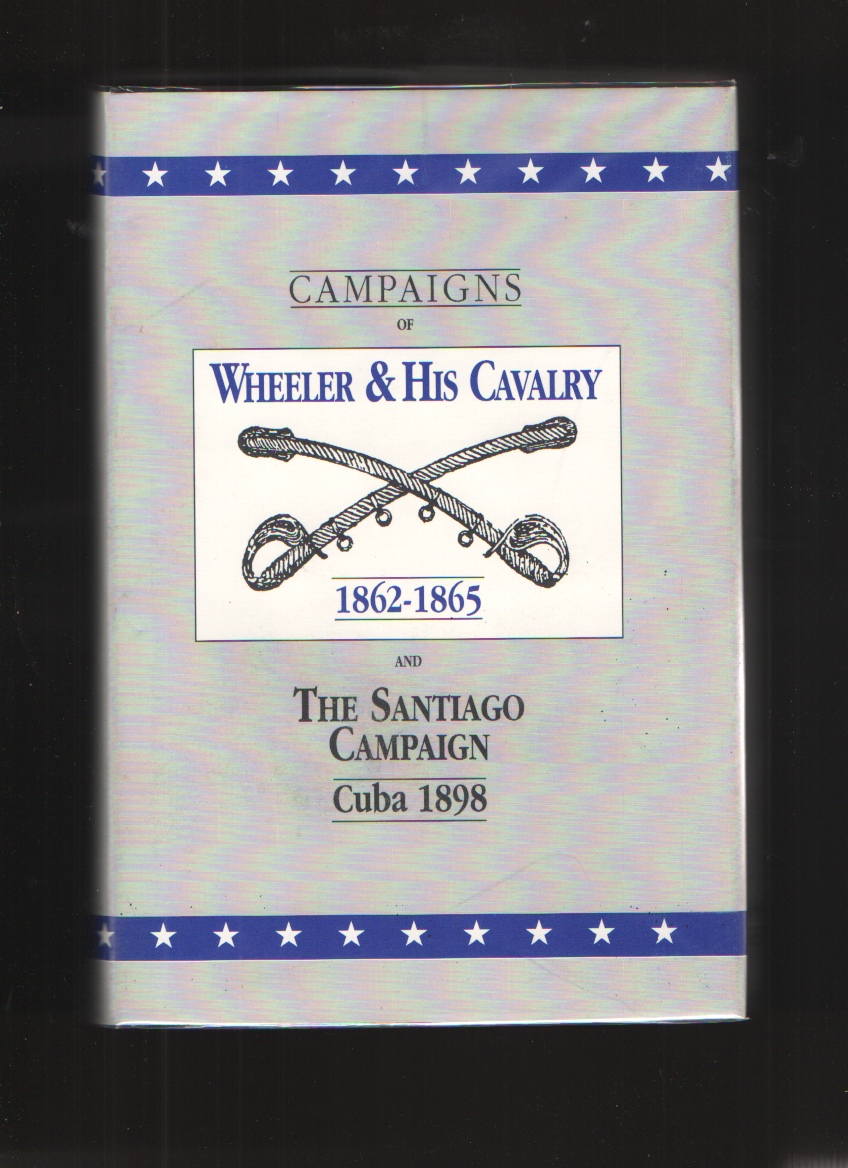 CAMPAIGNS
OF
WHEELER & HIS CAVALRY
1862-1865
AND
THE SANTIAGO
CAMPAIGN
Cuba 1898